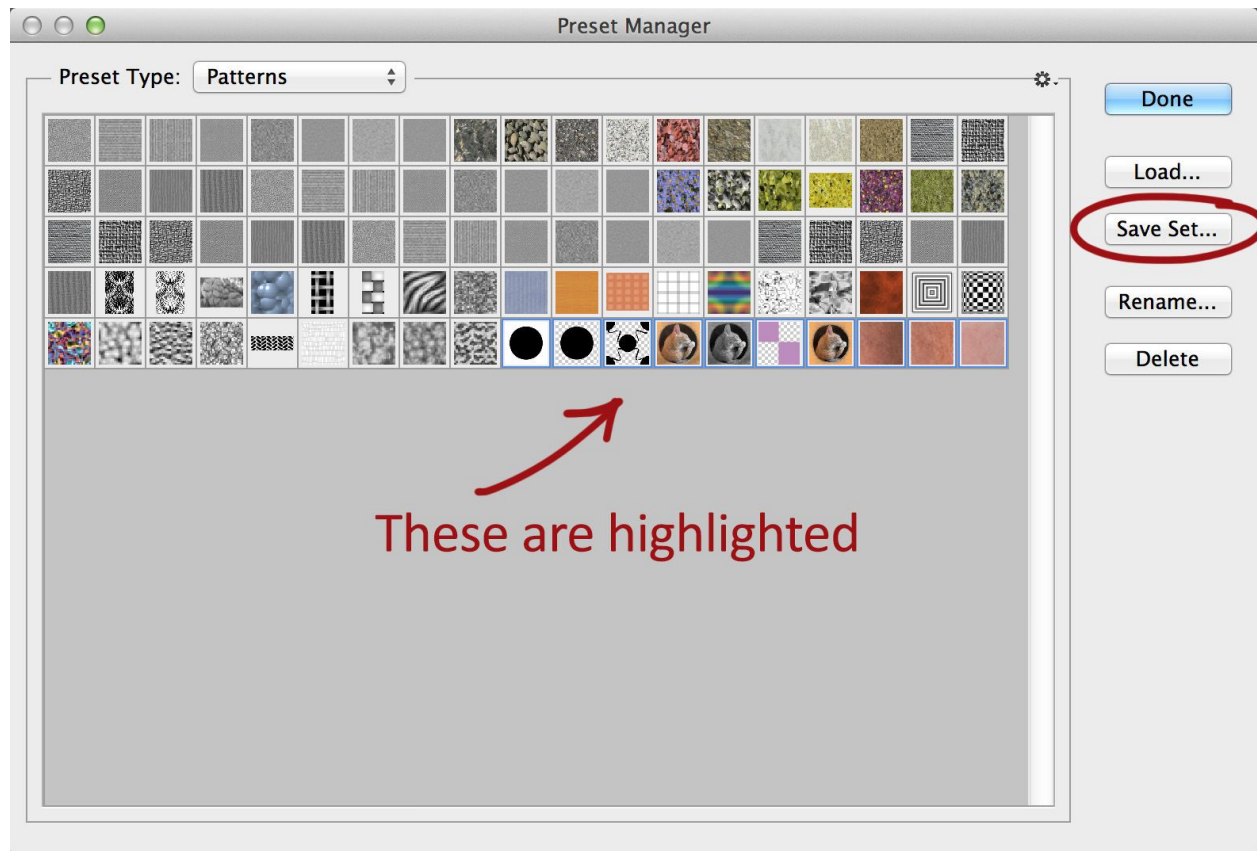 Preset Manager
Preset Type: Patterns
Done
Load...
Save Set...
Rename...
Delete
These are highlighted